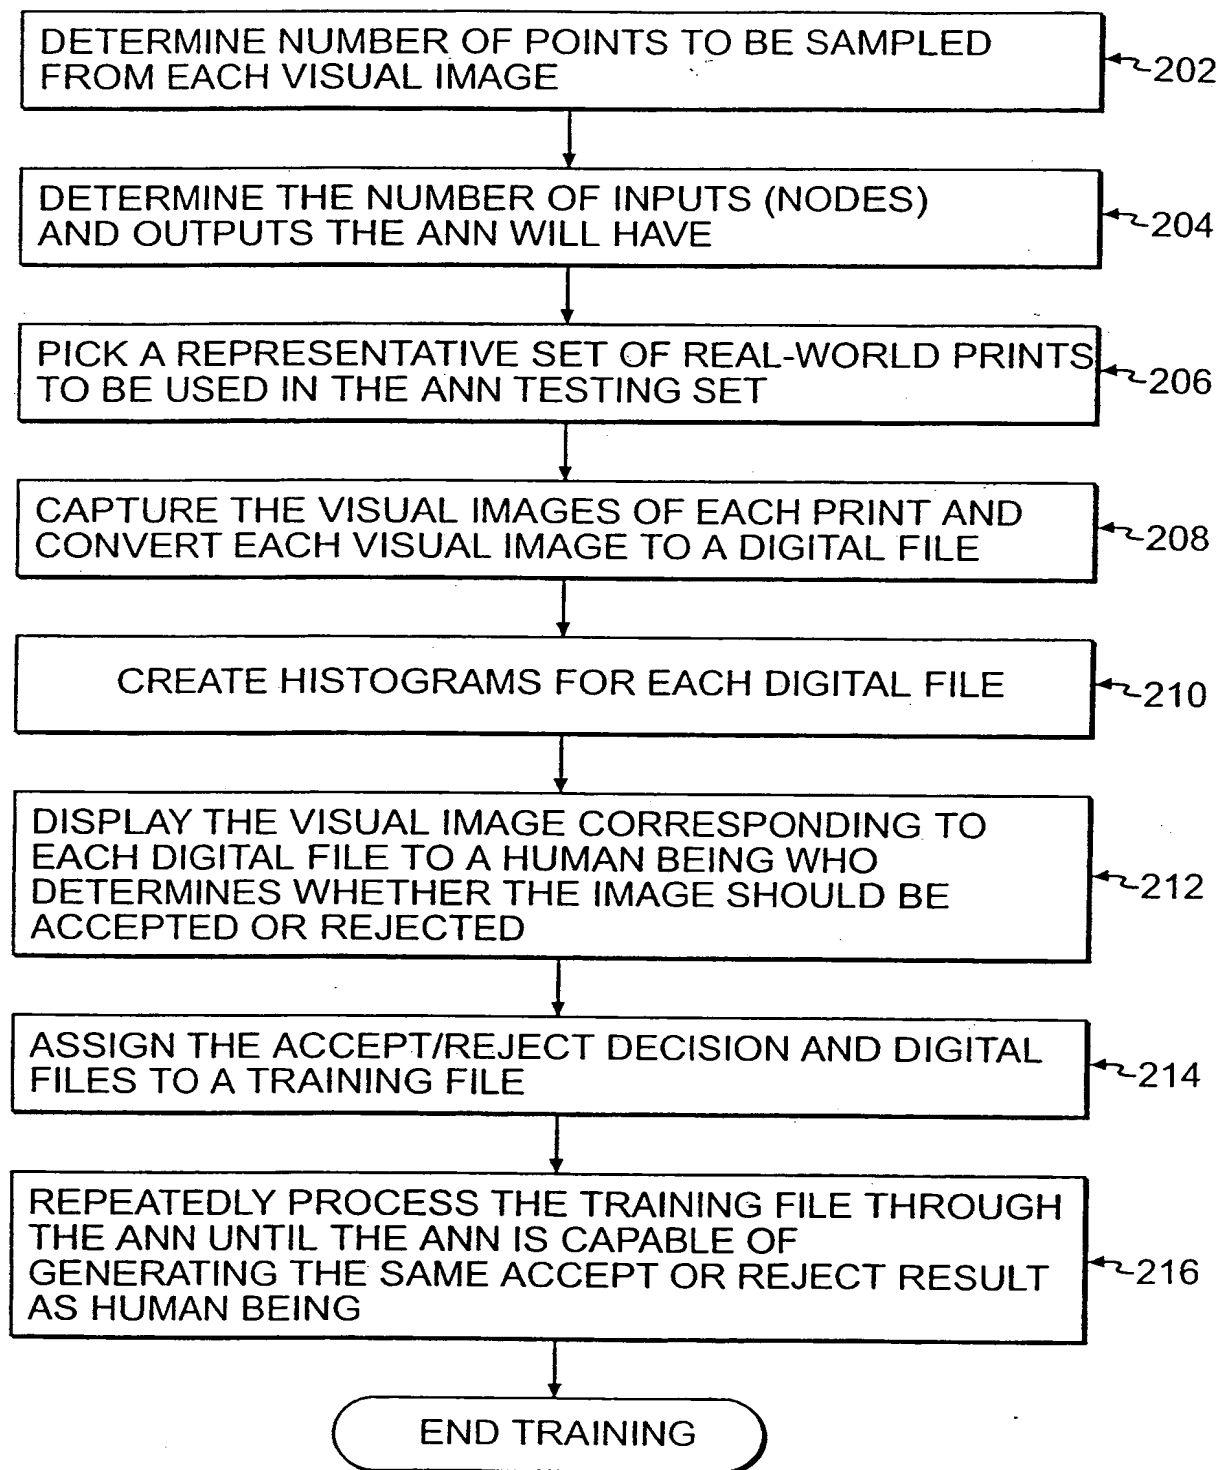 DETERMINE NUMBER OF POINTS TO BE SAMPLED
FROM EACH VISUAL IMAGE
202
DETERMINE THE NUMBER OF INPUTS (NODES)
AND OUTPUTS THE ANN WILL HAVE
204
PICK A REPRESENTATIVE SET OF REAL-WORLD PRINTS
TO BE USED IN THE ANN TESTING SET
206
CAPTURE THE VISUAL IMAGES OF EACH PRINT AND
CONVERT EACH VISUAL IMAGE TO A DIGITAL FILE
208
CREATE HISTOGRAMS FOR EACH DIGITAL FILE
210
DISPLAY THE VISUAL IMAGE CORRESPONDING TO
EACH DIGITAL FILE TO A HUMAN BEING WHO
DETERMINES WHETHER THE IMAGE SHOULD BE
ACCEPTED OR REJECTED
212
ASSIGN THE ACCEPT/REJECT DECISION AND DIGITAL
FILES TO A TRAINING FILE
214
REPEATEDLY PROCESS THE TRAINING FILE THROUGH
THE ANN UNTIL THE ANN IS CAPABLE OF
GENERATING THE SAME ACCEPT OR REJECT RESULT
AS HUMAN BEING
216
END TRAINING